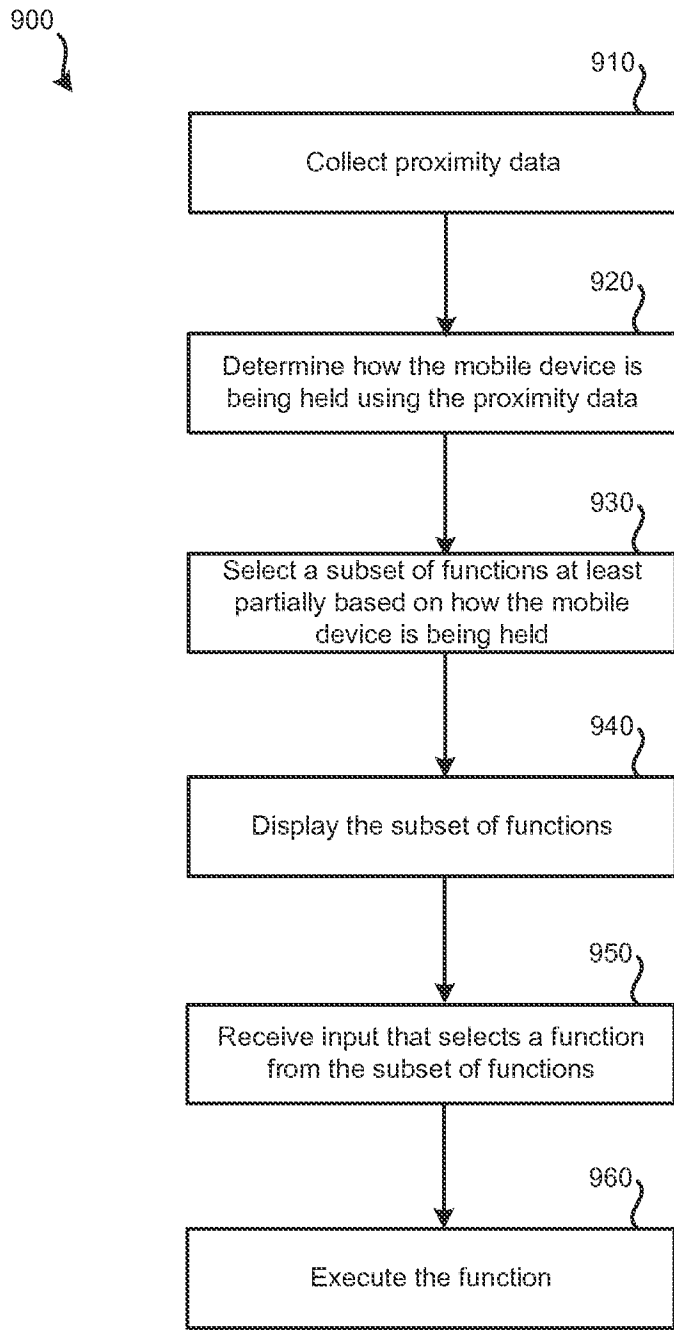 900
910
Collect proximity data
920
Determine how the mobile device is
being held using the proximity data
930
Select a subset of functions at least
partially based on how the mobile
device is being held
940
Display the subset of functions
950
Receive input that selects a function
from the subset of functions
960
Execute the function